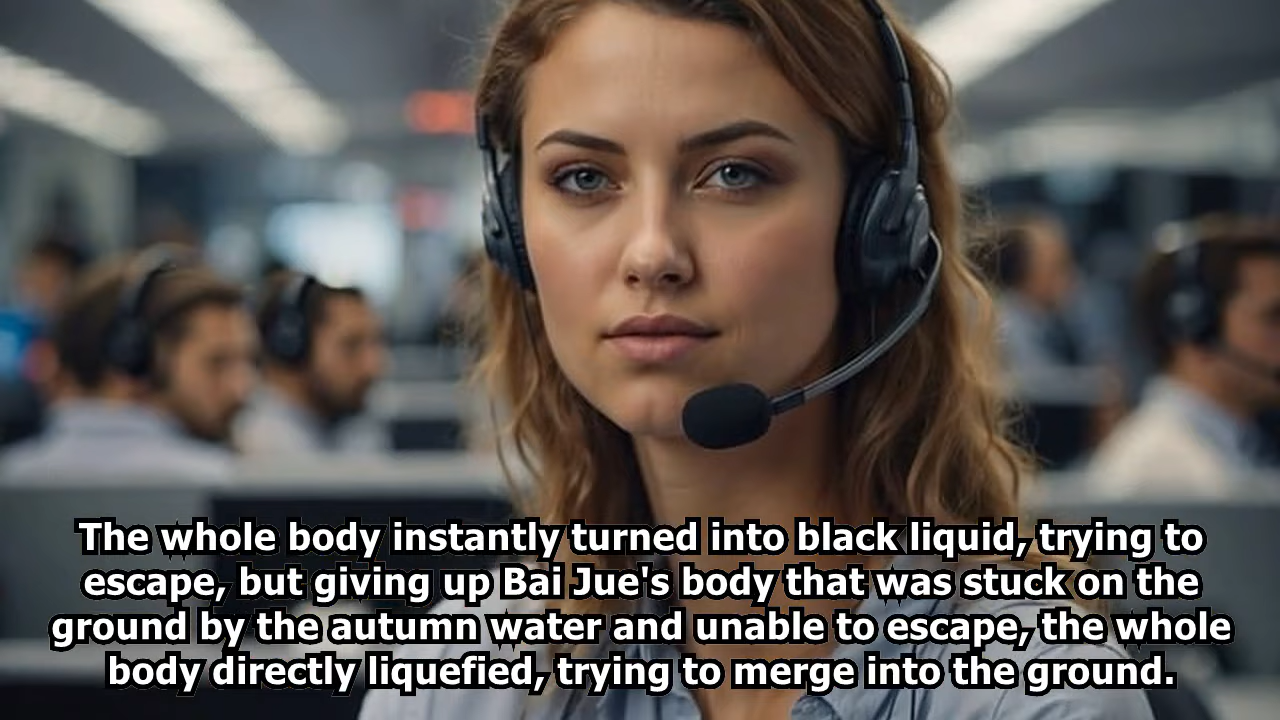 The whole body instantly turned into black liquid, trying to
escape, but giving up Bai Jue's body that was stuck on the
ground by the autumn water and unable to escape, the whole
body directly liquefied, trying to merge into the ground.